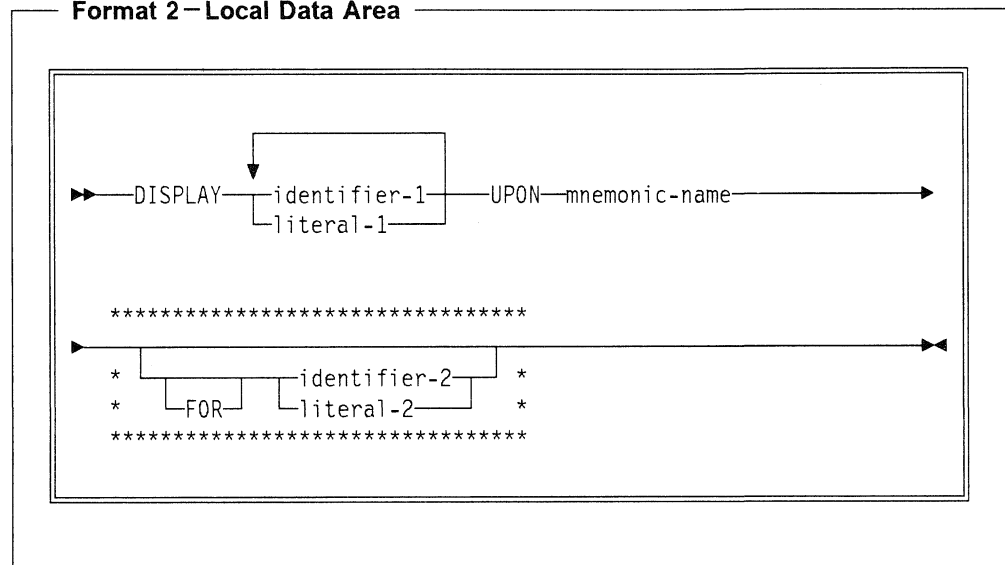 Format 2—Local Data Area
DISPLAY identifier-1 UPON mnemonic-name
literal-1
*********************************
* identifier-2 *
* FOR literal-2 *
*********************************